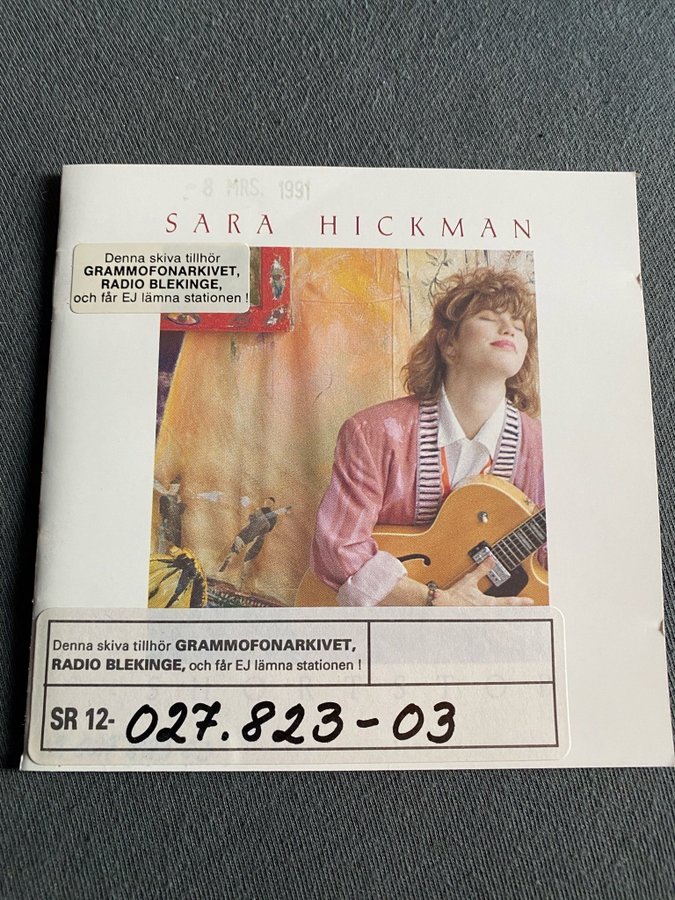 - 8 MRS. 1991
SARA HICKMAN
Denna skiva tillhör
GRAMMOFONARKIVET,
RADIO BLEKINGE,
och får EJ lämna stationen !
Denna skiva tillhör GRAMMOFONARKIVET,
RADIO BLEKINGE, och får EJ lämna stationen !
SR 12- 027.823-03